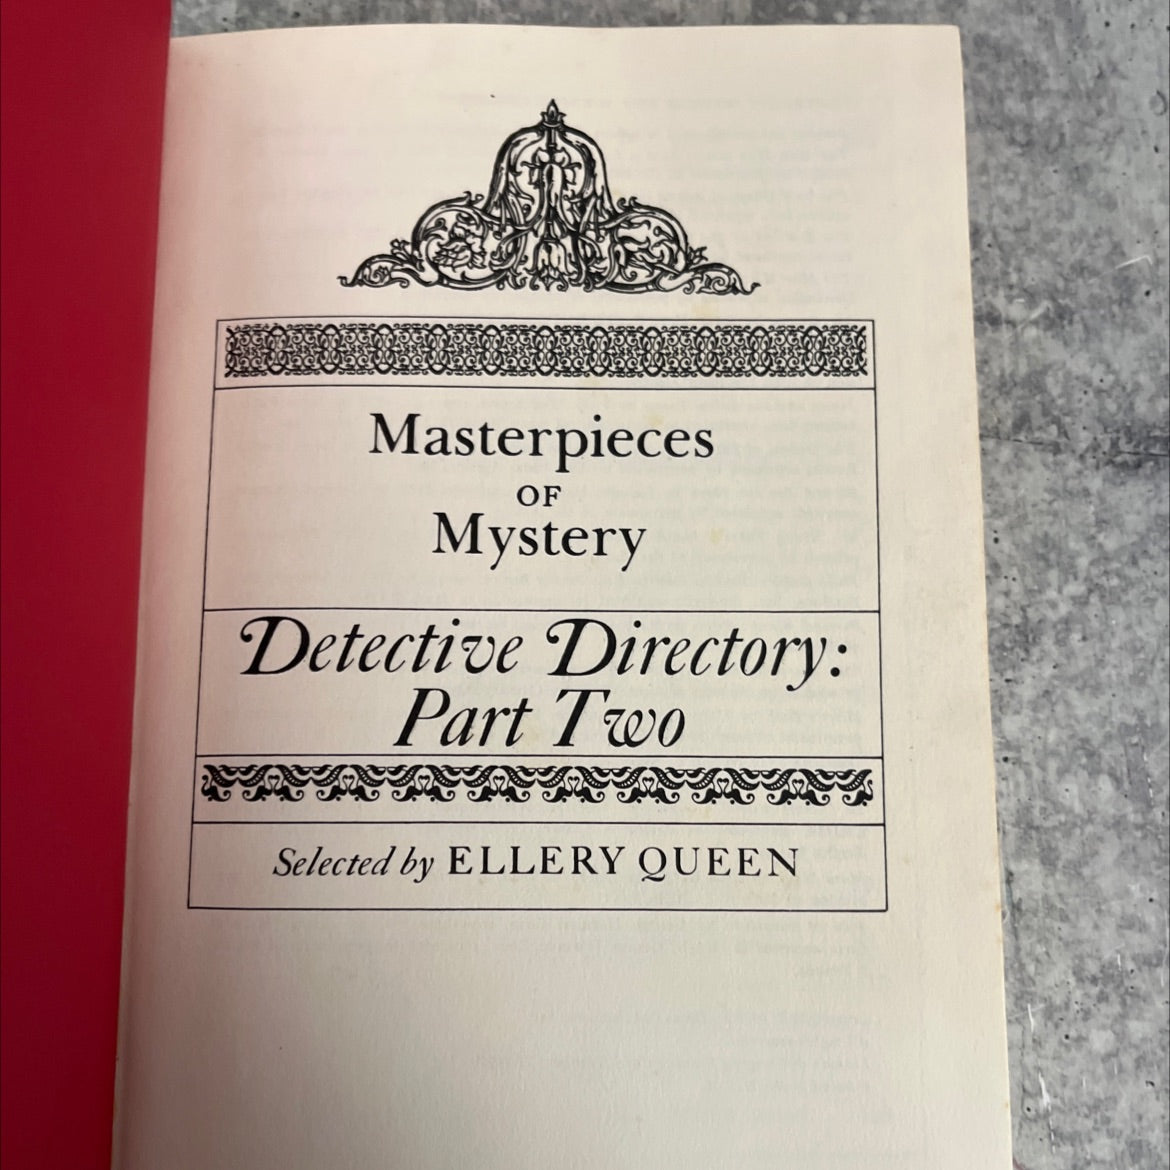 Masterpieces
OF
Mystery
Detective Directory:
Part Two
Selected by ELLERY QUEEN